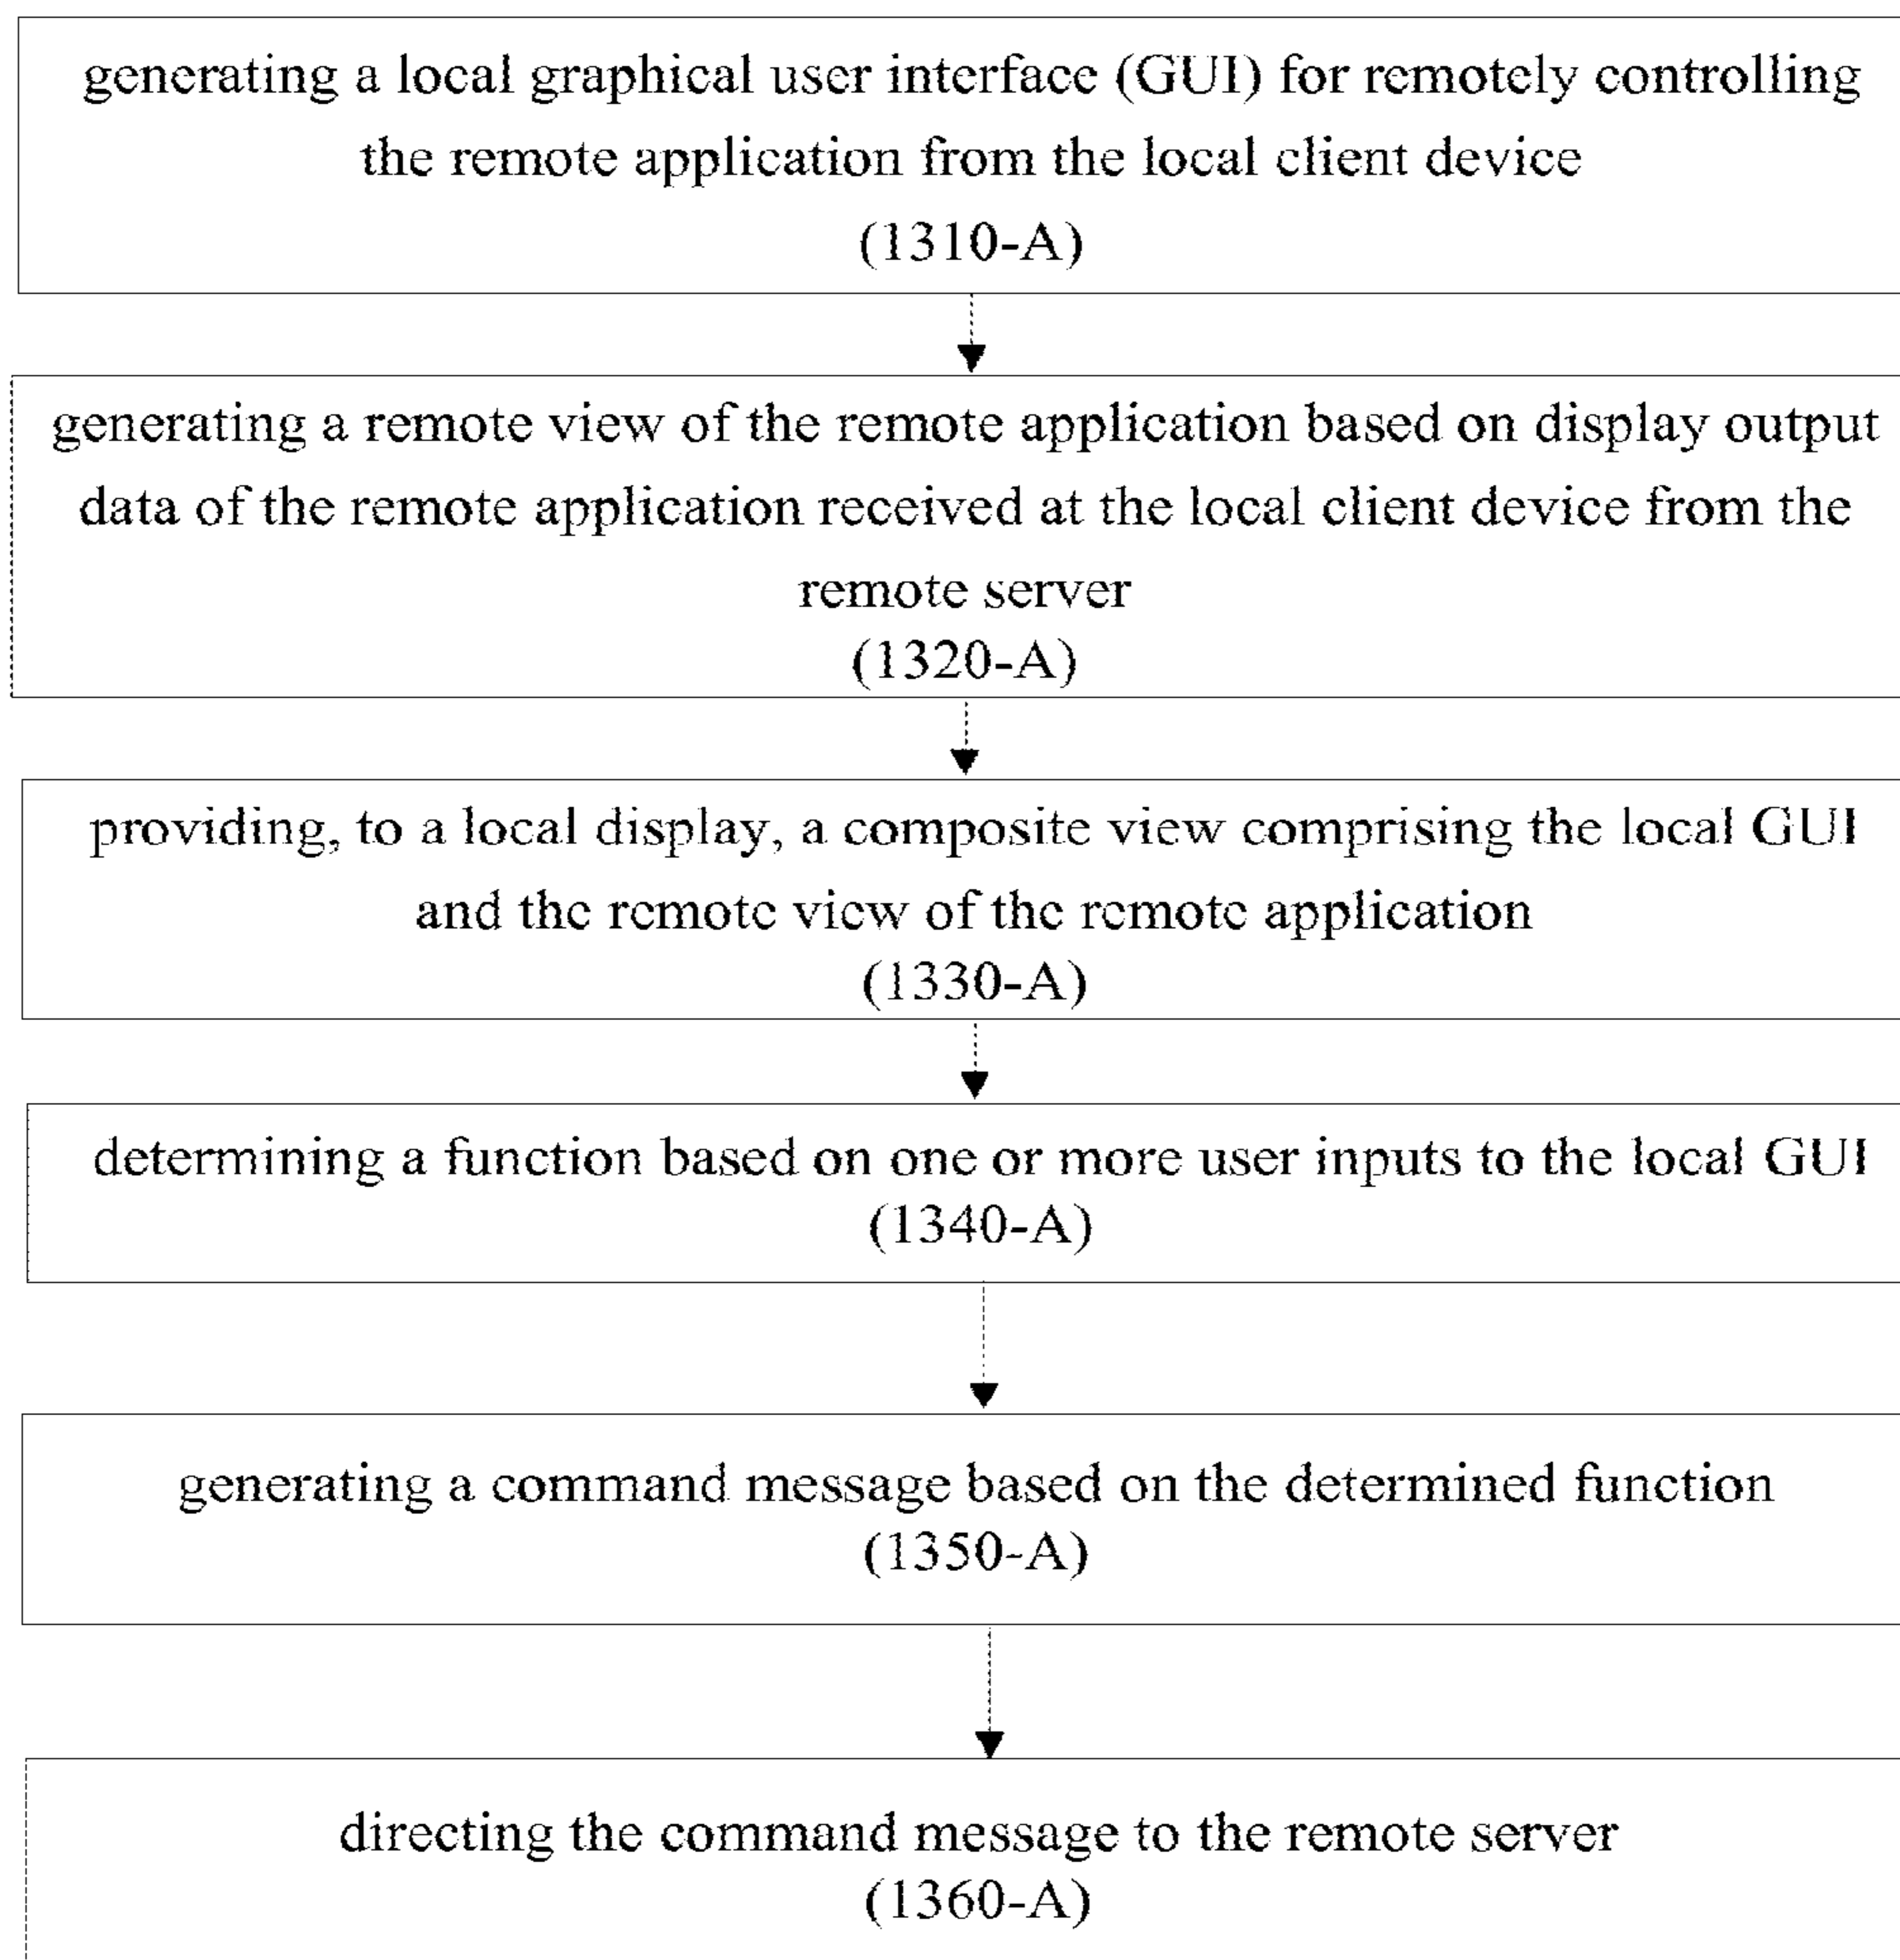 generating a local graphical user interface (GUI) for remotely controlling
the remote application from the local client device
(1310-A)
generating a remote view of the remote application based on display output
data of the remote application received at the local client device from the
remote server
(1320-A)
providing, to a local display, a composite view comprising the local GUI
and the remote view of the remote application
(1330-A)
determining a function based on one or more user inputs to the local GUI
(1340-A)
generating a command message based on the determined function
(1350-A)
directing the command message to the remote server
(1360-A)